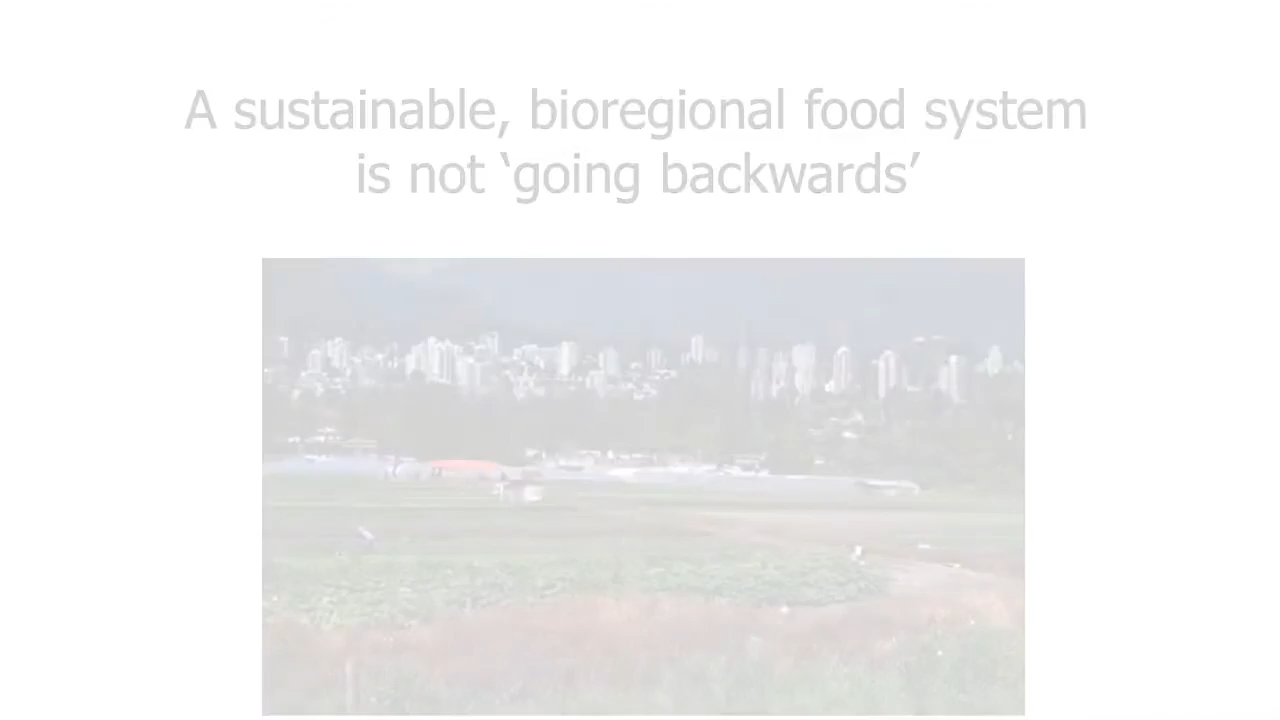 A sustainable, bioregional food system
is not ‘going backwards’